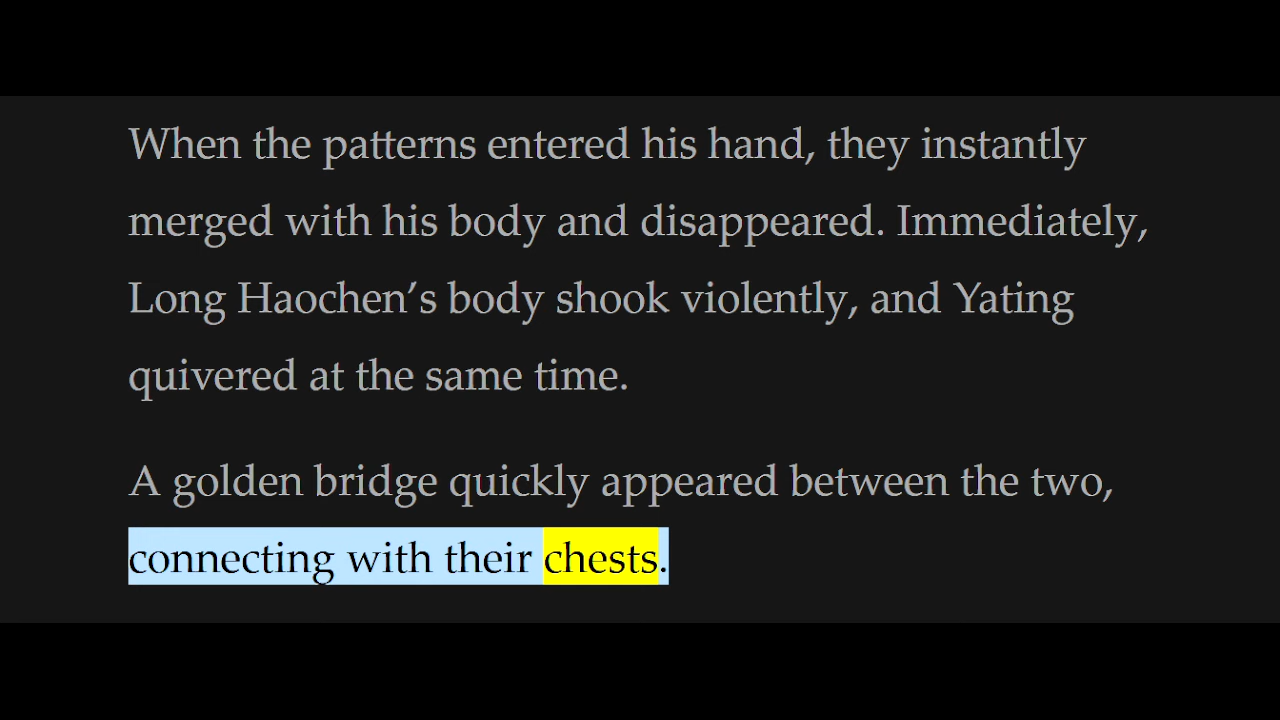 When the patterns entered his hand, they instantly
merged with his body and disappeared. Immediately,
Long Haochen’s body shook violently, and Yating
quivered at the same time.
A golden bridge quickly appeared between the two,
connecting with their chests.